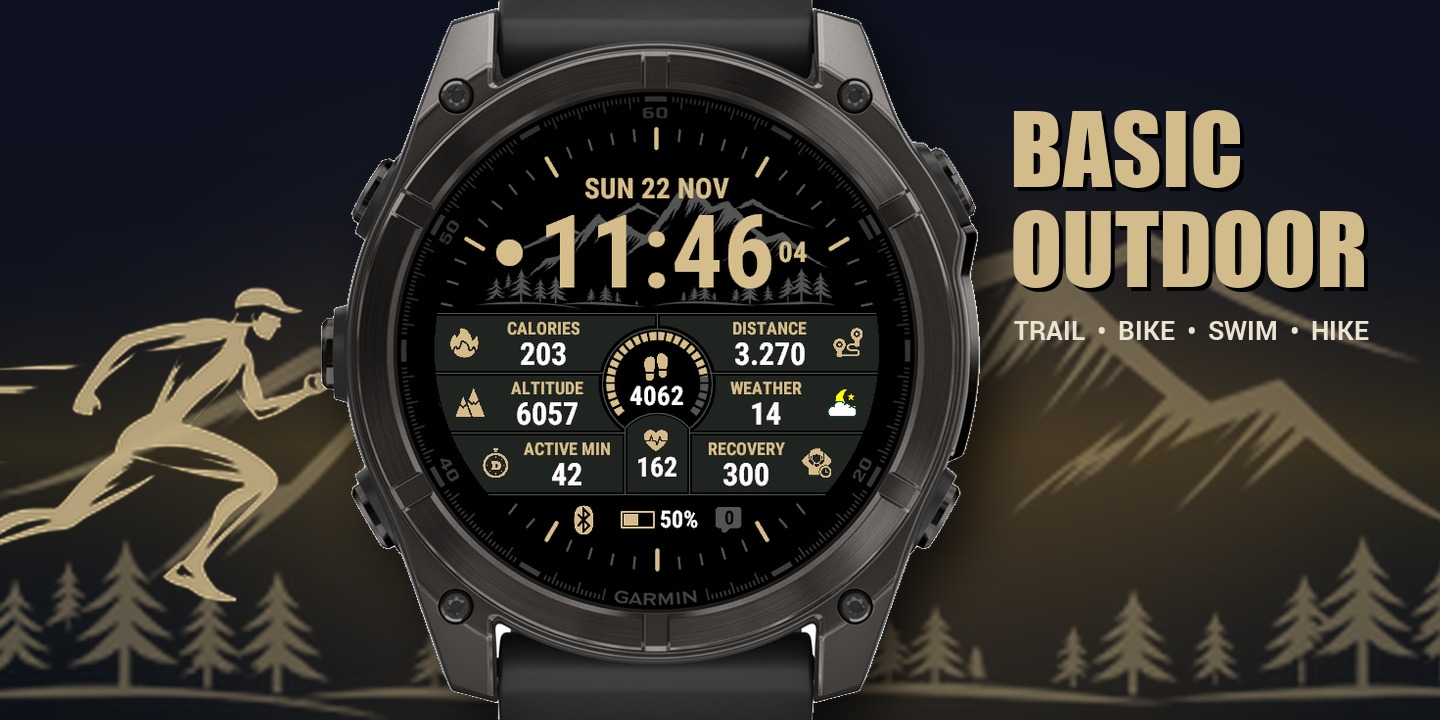 60
50
40
20
SUN 22 NOV
11:46 04
CALORIES
203
DISTANCE
3.270
ALTITUDE
6057
4062
WEATHER
14
ACTIVE MIN
42
162
RECOVERY
300
D
50%
0
GARMIN
BASIC
OUTDOOR
TRAIL • BIKE • SWIM • HIKE